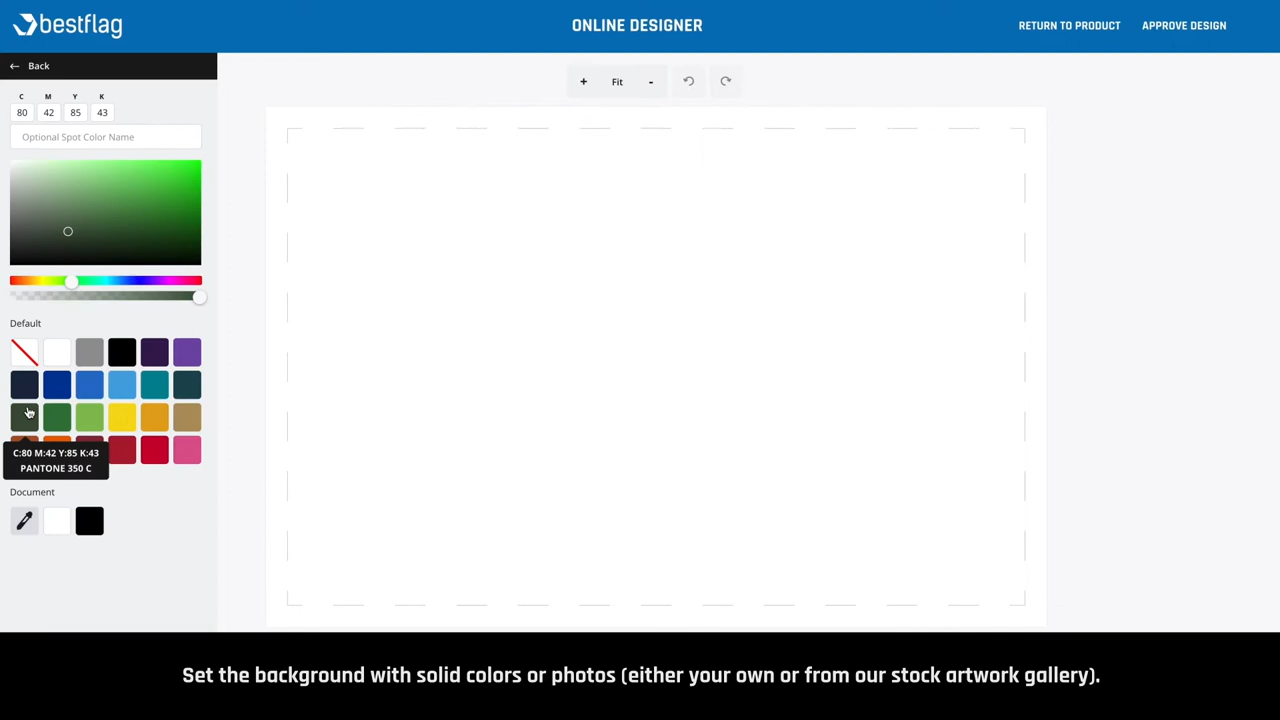 bestflag
ONLINE DESIGNER
RETURN TO PRODUCT
APPROVE DESIGN
Back
+ Fit -
C M Y K
80 42 85 43
Optional Spot Color Name
Default
C:80 M:42 Y:85 K:43
PANTONE 350 C
Document
Set the background with solid colors or photos (either your own or from our stock artwork gallery).